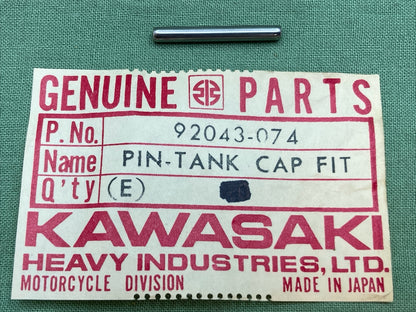 GENUINE PARTS
P. No. 92043-074
Name PIN-TANK CAP FIT
Q'ty (E)
KAWASAKI
HEAVY INDUSTRIES, LTD.
MOTORCYCLE DIVISION MADE IN JAPAN